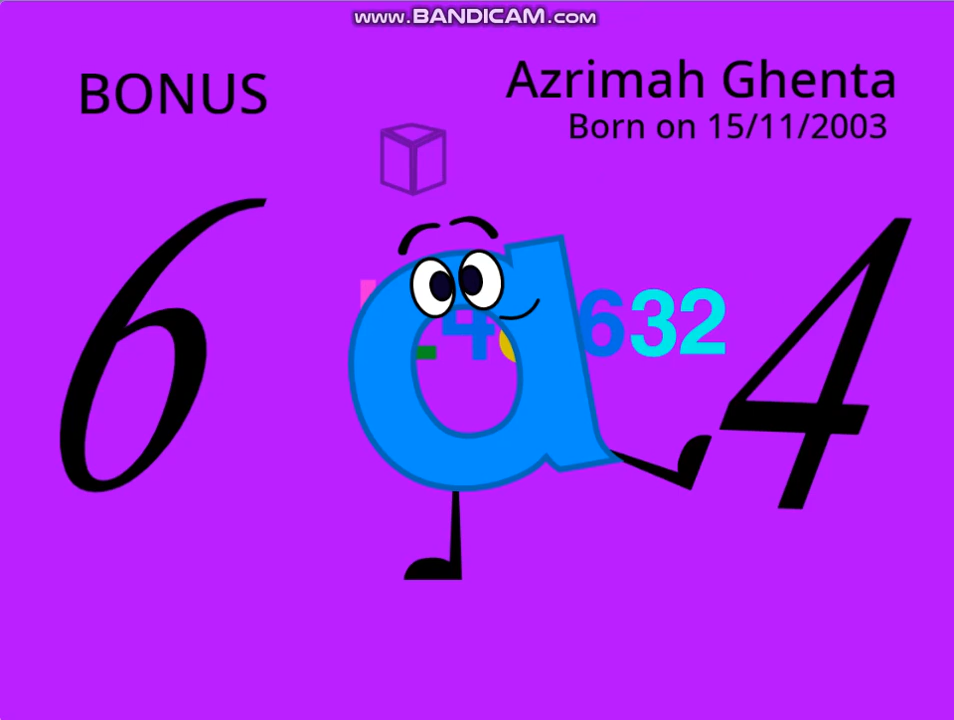 www.BANDICAM.com
BONUS
Azrimah Ghenta
Born on 15/11/2003
6
a
632
4